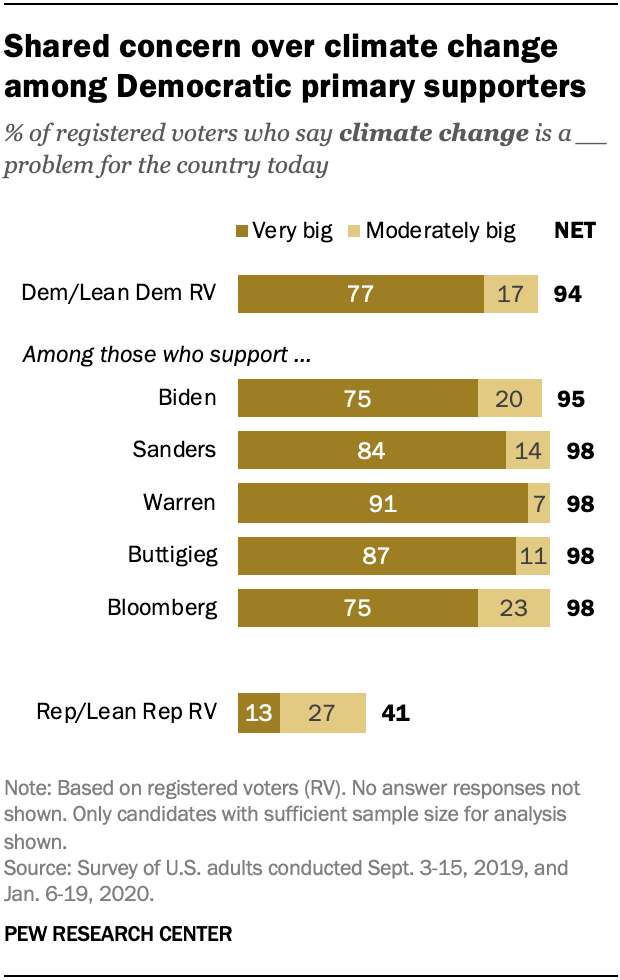 Shared concern over climate change
among Democratic primary supporters
% of registered voters who say climate change is a __
problem for the country today
Very big Moderately big NET
Dem/Lean Dem RV 77 17 94
Among those who support ...
Biden 75 20 95
Sanders 84 14 98
Warren 91 7 98
Buttigieg 87 11 98
Bloomberg 75 23 98
Rep/Lean Rep RV 13 27 41
Note: Based on registered voters (RV). No answer responses not
shown. Only candidates with sufficient sample size for analysis
shown.
Source: Survey of U.S. adults conducted Sept. 3-15, 2019, and
Jan. 6-19, 2020.
PEW RESEARCH CENTER